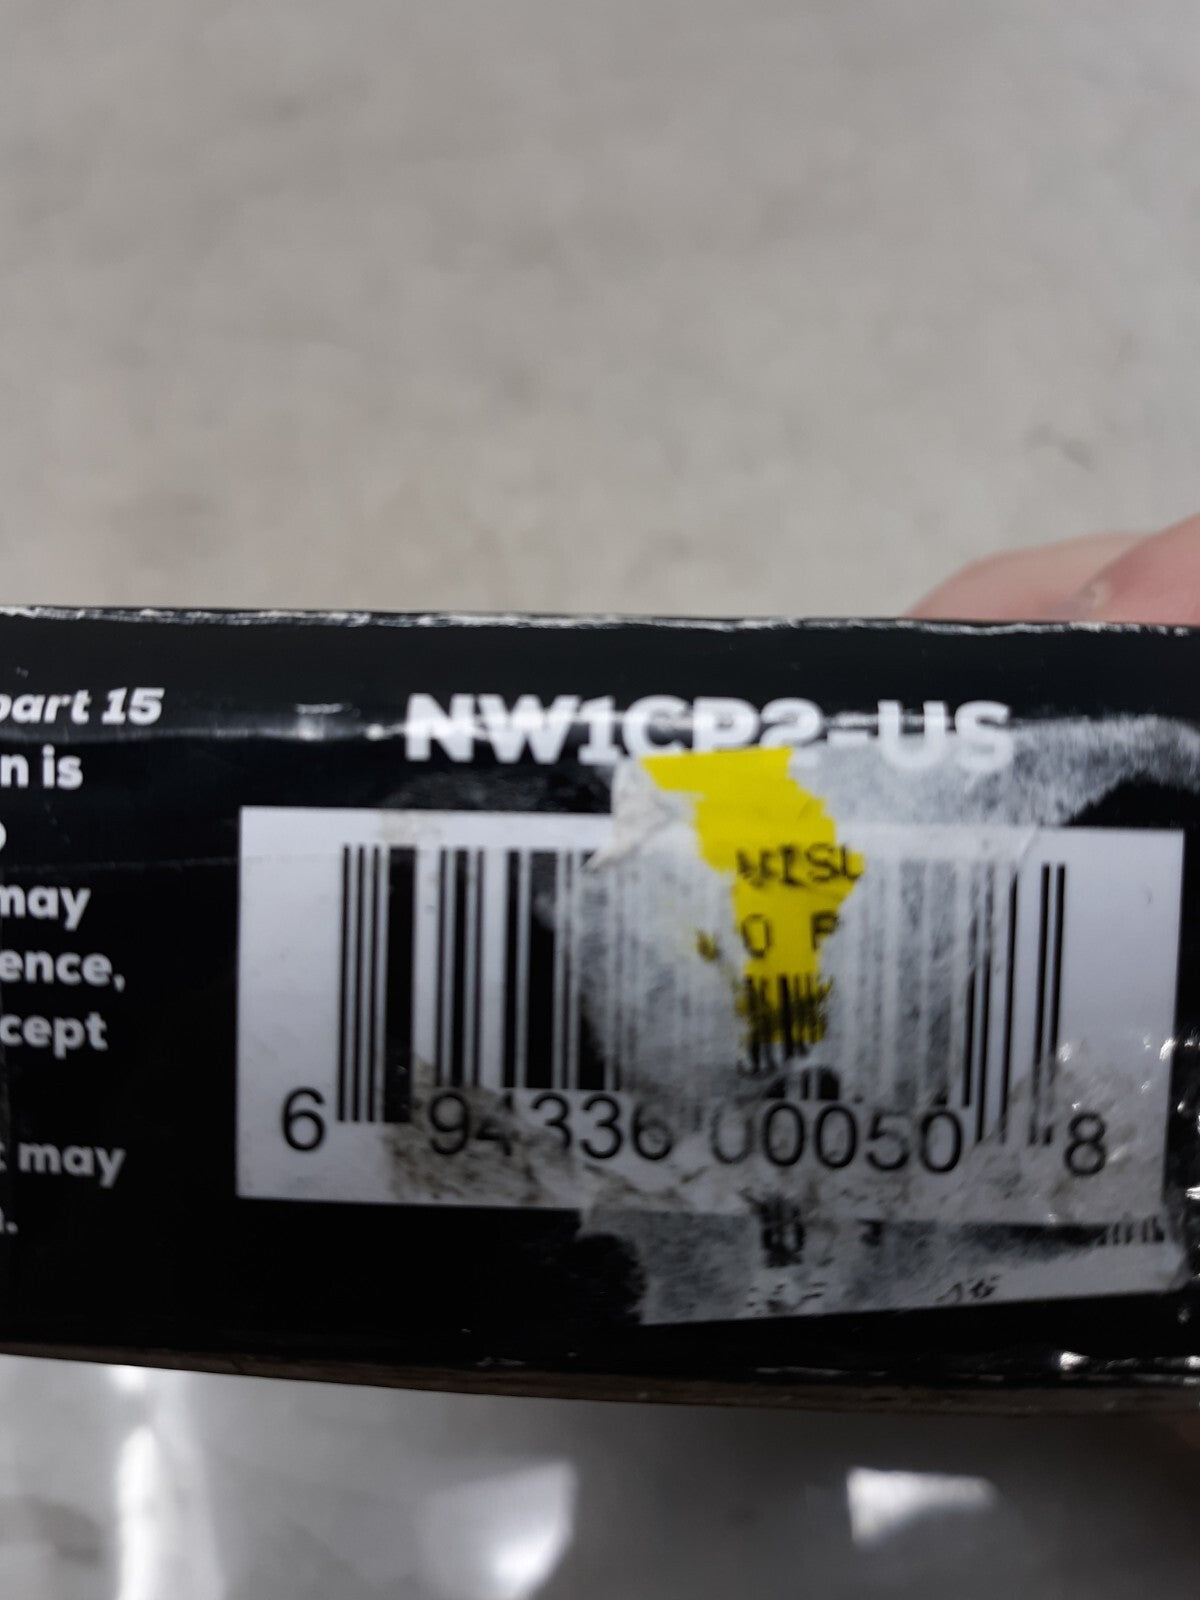 part 15
n is
may
ence,
cept
may
NW1CP2-US
6 94336 00050 8